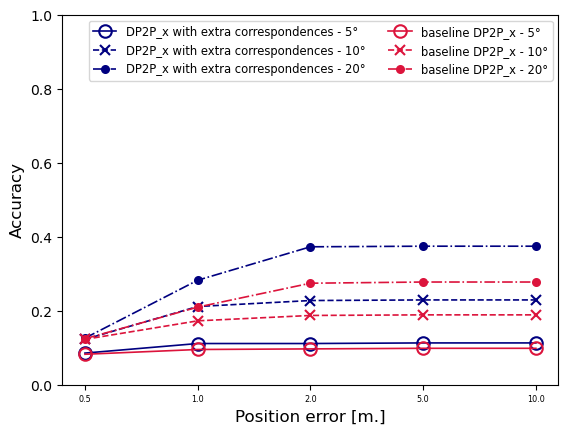 DP2P_x with extra correspondences - 5°
DP2P_x with extra correspondences - 10°
DP2P_x with extra correspondences - 20°
baseline DP2P_x - 5°
baseline DP2P_x - 10°
baseline DP2P_x - 20°
Accuracy
1.0
0.8
0.6
0.4
0.2
0.0
0.5 1.0 2.0 5.0 10.0
Position error [m.]